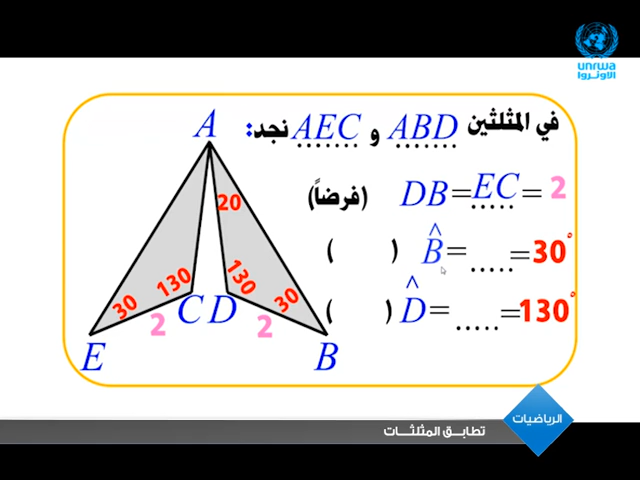 unrwa
الاونروا
في المثلثين ABD و AEC نجد:
DB = EC = 2 (فرضاً)
B̂ = ..... = 30° ( )
D̂ = ..... = 130° ( )
A
20
130 130
30 30
C D
2 2
E B
الرياضيات
تطابق المثلثات